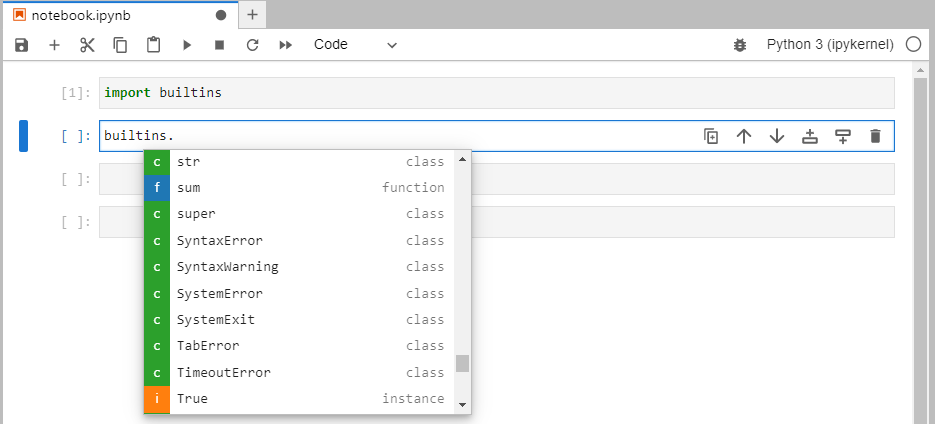 notebook.ipynb
Code
Python 3 (ipykernel)
[1]: import builtins
[ ]: builtins.
c str class
f sum function
c super class
c SyntaxError class
c SyntaxWarning class
c SystemError class
c SystemExit class
c TabError class
c TimeoutError class
i True instance
[ ]:
[ ]: